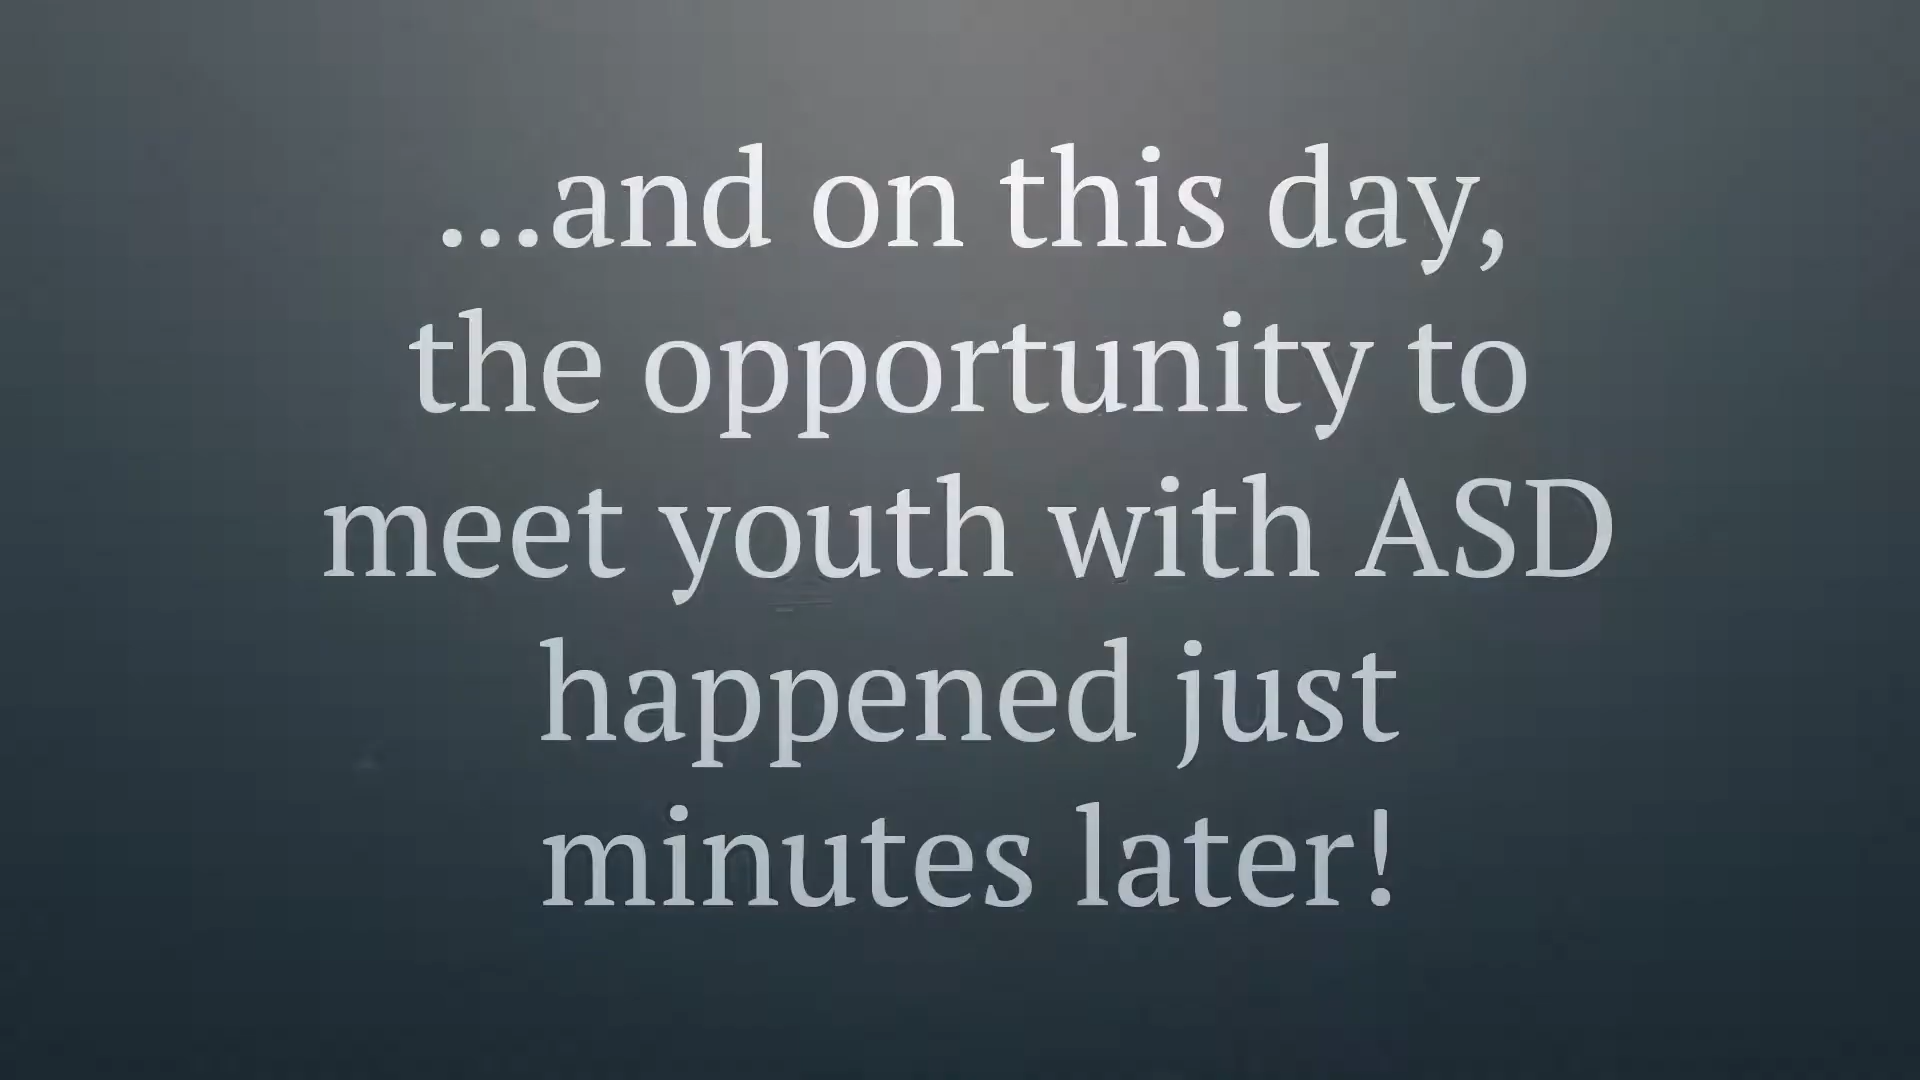 ...and on this day,
the opportunity to
meet youth with ASD
happened just
minutes later!